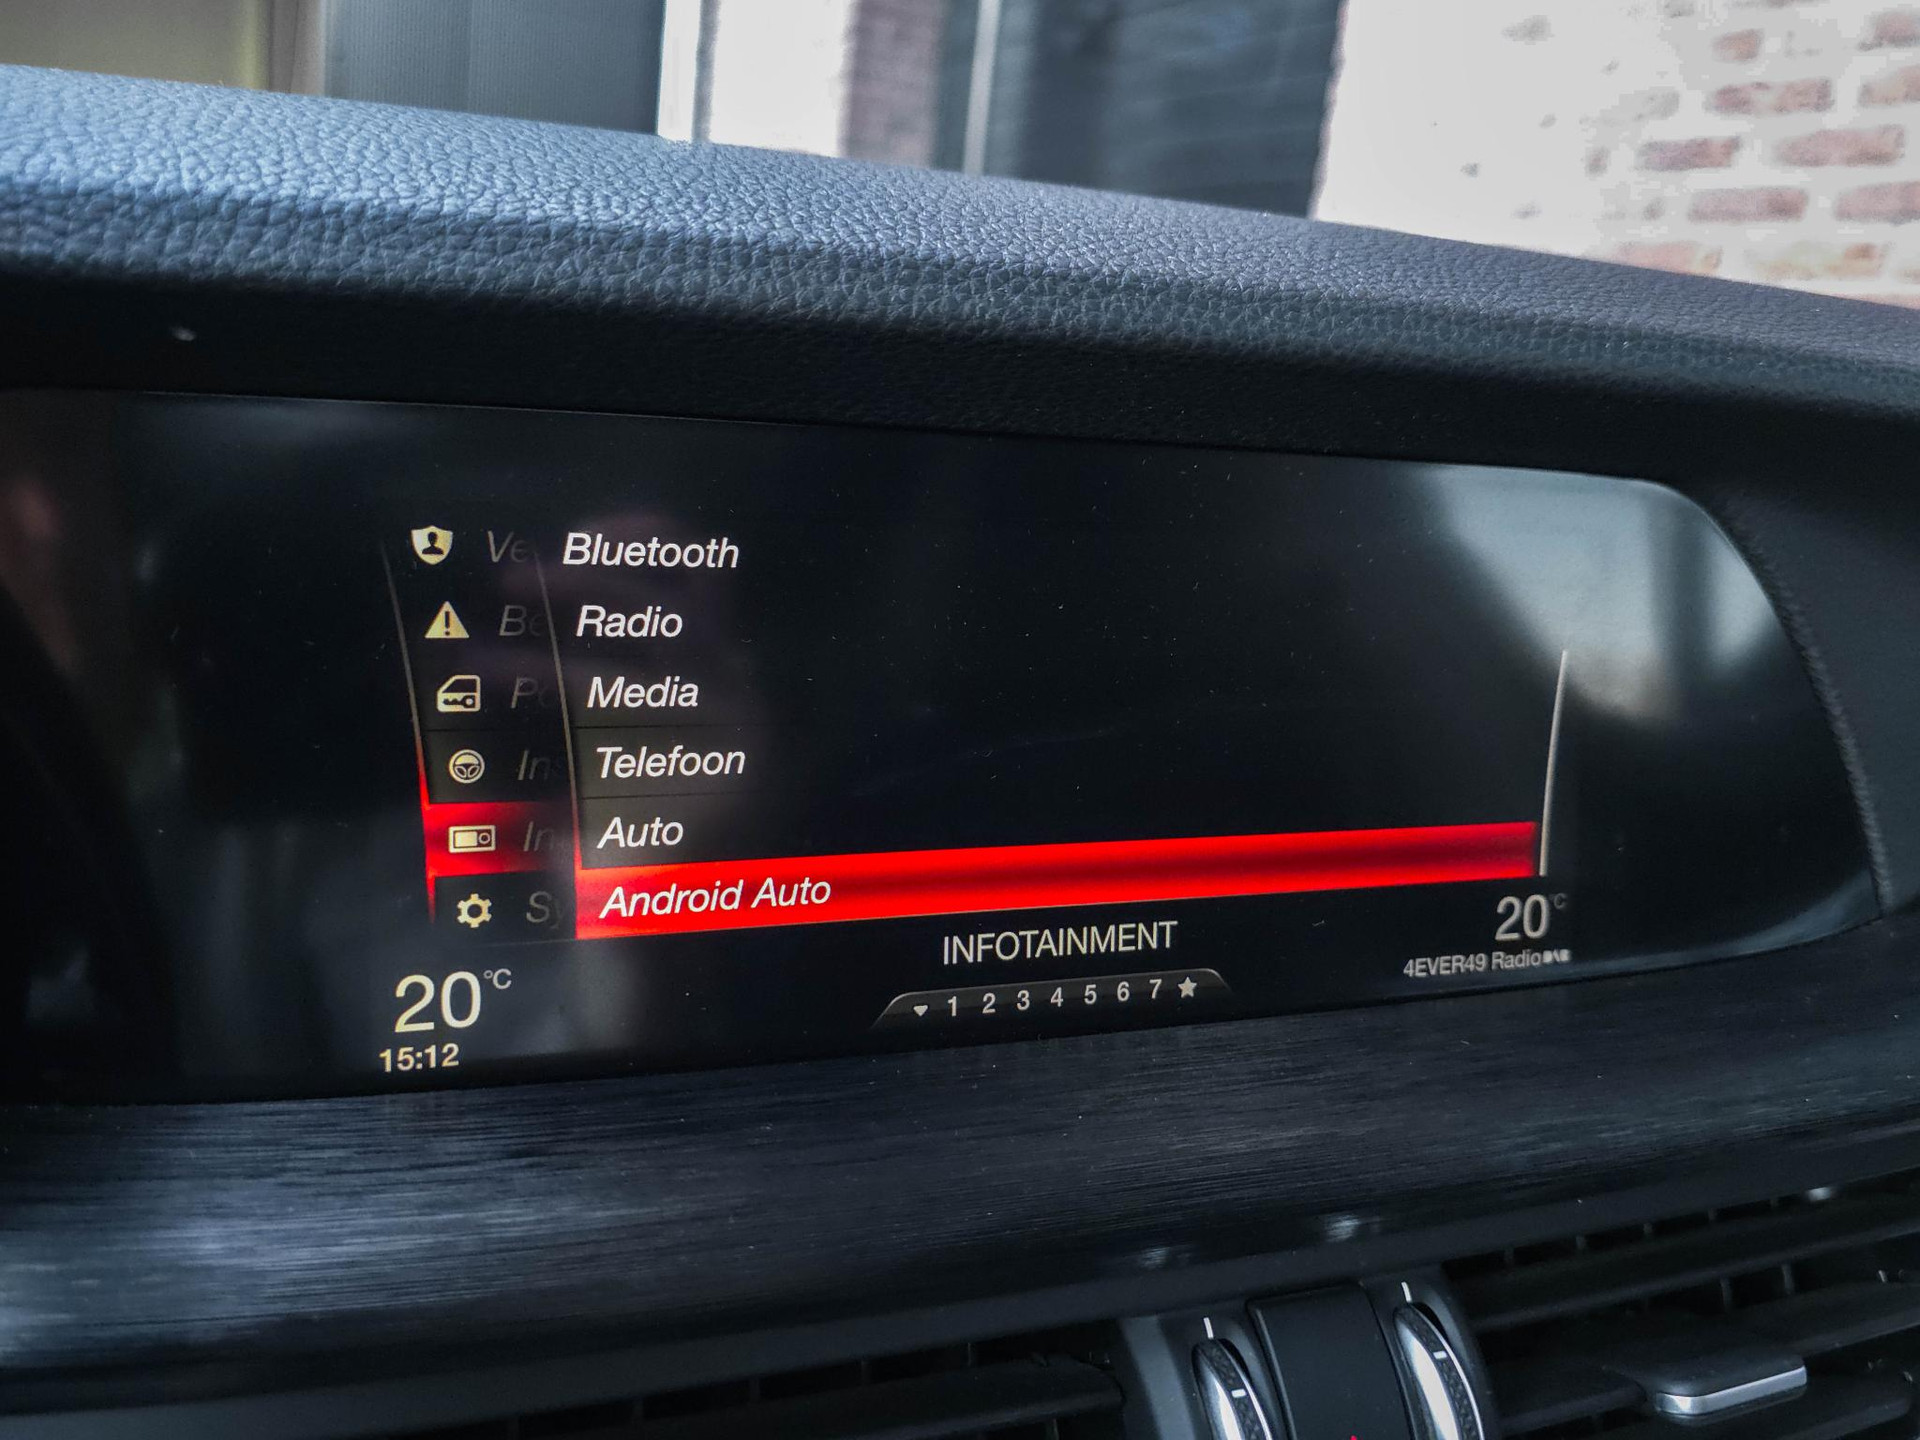 Bluetooth
Radio
Media
Telefoon
Auto
Android Auto
INFOTAINMENT
20°C
4EVER49 Radio
20°C
1 2 3 4 5 6 7
15:12